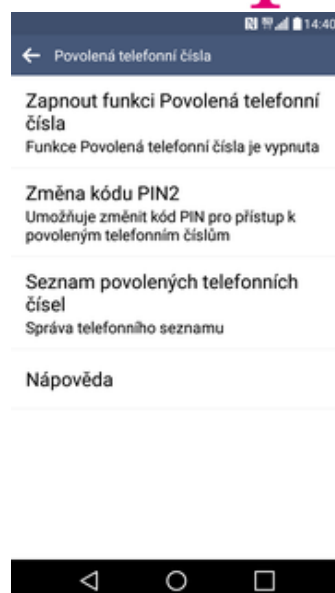 14:40
Povolená telefonní čísla
Zapnout funkci Povolená telefonní
čísla
Funkce Povolená telefonní čísla je vypnuta
Změna kódu PIN2
Umožňuje změnit kód PIN pro přístup k
povoleným telefonním číslům
Seznam povolených telefonních
čísel
Správa telefonního seznamu
Nápověda